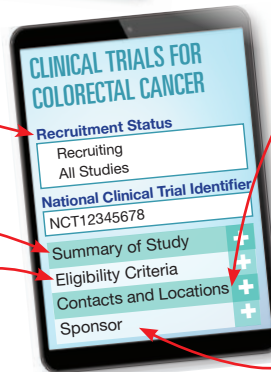 CLINICAL TRIALS FOR
COLORECTAL CANCER
Recruitment Status
Recruiting
All Studies
National Clinical Trial Identifier
NCT12345678
Summary of Study
Eligibility Criteria
Contacts and Locations
Sponsor